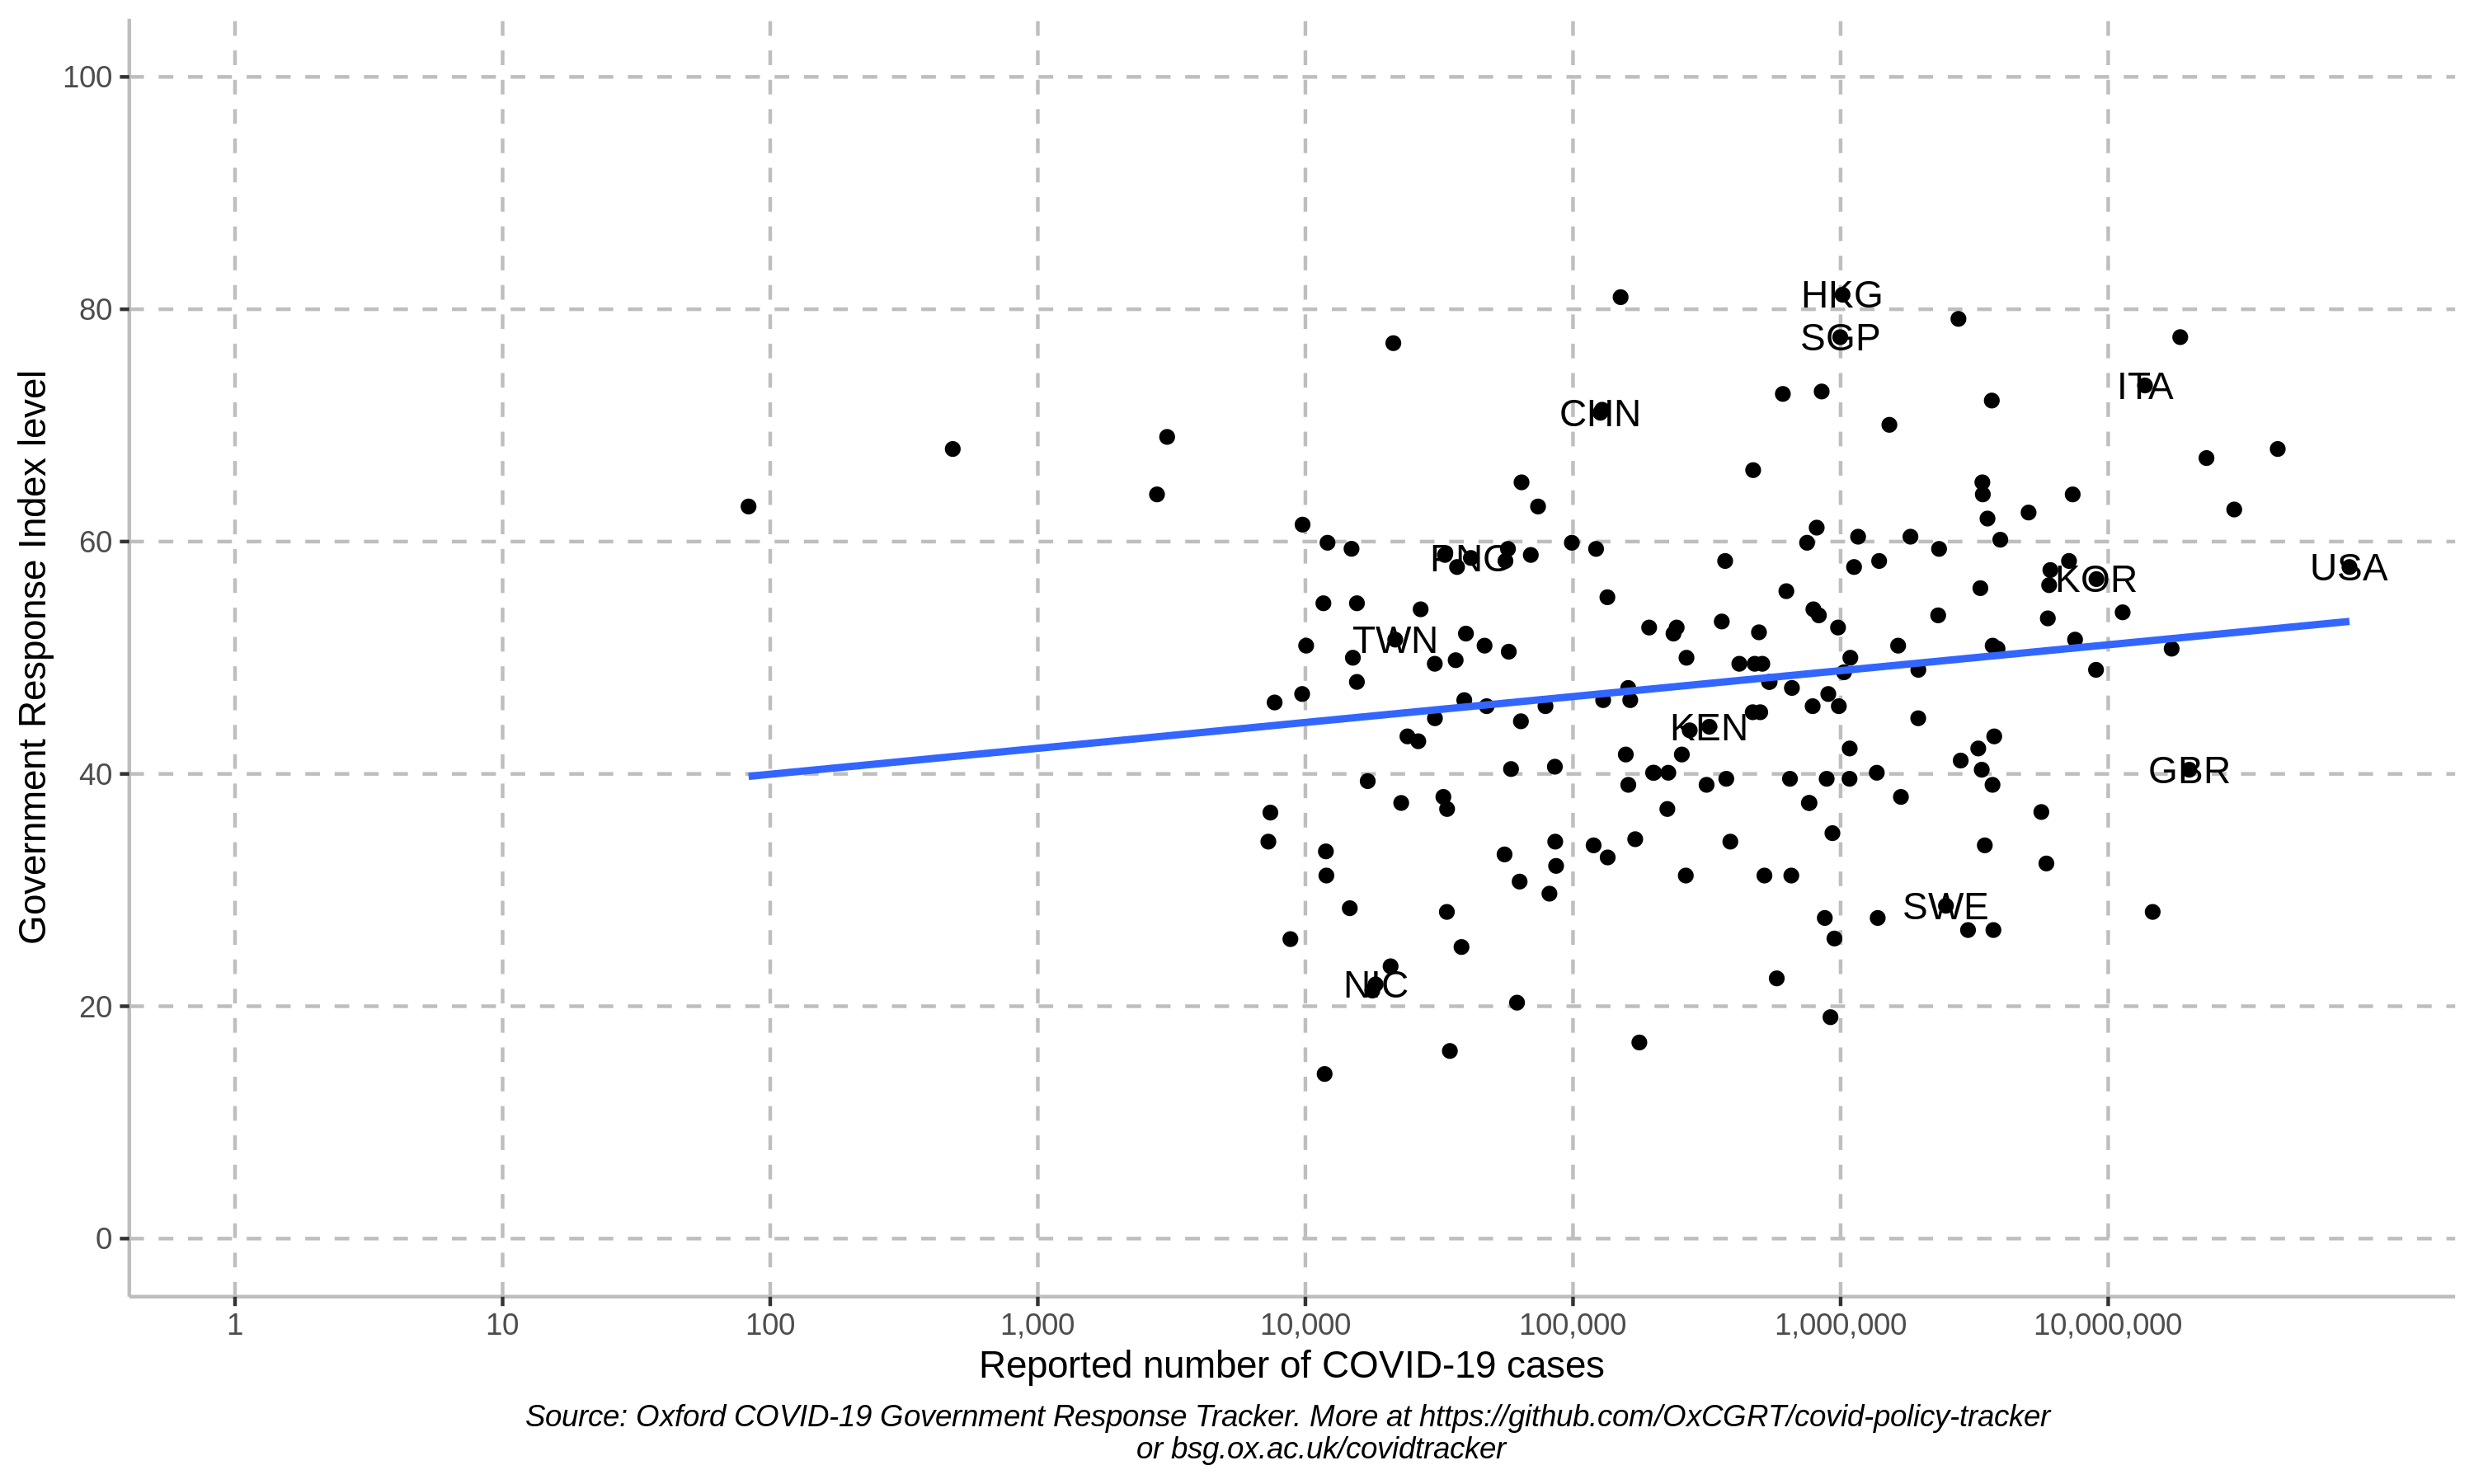 Government Response Index level
100
80
60
40
20
0
HKG
SGP
ITA
CHN
PNG
USA
KOR
TWN
KEN
GBR
SWE
NIC
1 10 100 1,000 10,000 100,000 1,000,000 10,000,000
Reported number of COVID-19 cases
Source: Oxford COVID-19 Government Response Tracker. More at https://github.com/OxCGRT/covid-policy-tracker
or bsg.ox.ac.uk/covidtracker